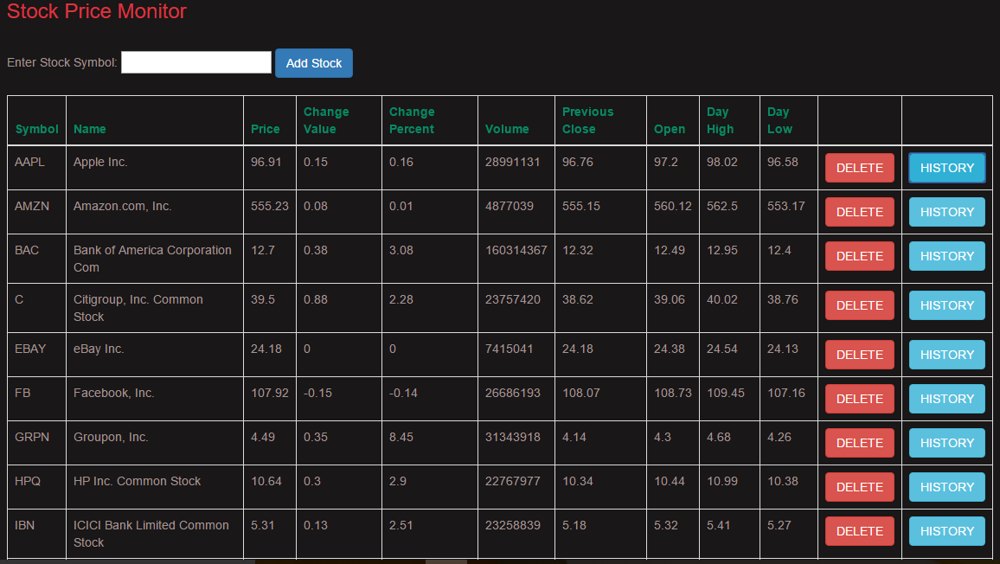 Stock Price Monitor
Enter Stock Symbol: Add Stock
Symbol Name Price Change Value Change Percent Volume Previous Close Open Day High Day Low
AAPL Apple Inc. 96.91 0.15 0.16 28991131 96.76 97.2 98.02 96.58 DELETE HISTORY
AMZN Amazon.com, Inc. 555.23 0.08 0.01 4877039 555.15 560.12 562.5 553.17 DELETE HISTORY
BAC Bank of America Corporation Com 12.7 0.38 3.08 160314367 12.32 12.49 12.95 12.4 DELETE HISTORY
C Citigroup, Inc. Common Stock 39.5 0.88 2.28 23757420 38.62 39.06 40.02 38.76 DELETE HISTORY
EBAY eBay Inc. 24.18 0 0 7415041 24.18 24.38 24.54 24.13 DELETE HISTORY
FB Facebook, Inc. 107.92 -0.15 -0.14 26686193 108.07 108.73 109.45 107.16 DELETE HISTORY
GRPN Groupon, Inc. 4.49 0.35 8.45 31343918 4.14 4.3 4.68 4.26 DELETE HISTORY
HPQ HP Inc. Common Stock 10.64 0.3 2.9 22767977 10.34 10.44 10.99 10.38 DELETE HISTORY
IBN ICICI Bank Limited Common Stock 5.31 0.13 2.51 23258839 5.18 5.32 5.41 5.27 DELETE HISTORY